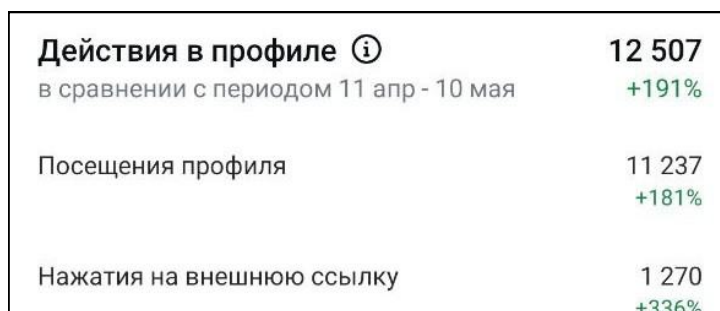 Действия в профиле ⓘ 12 507
в сравнении с периодом 11 апр - 10 мая +191%
Посещения профиля 11 237
+181%
Нажатия на внешнюю ссылку 1 270
+336%